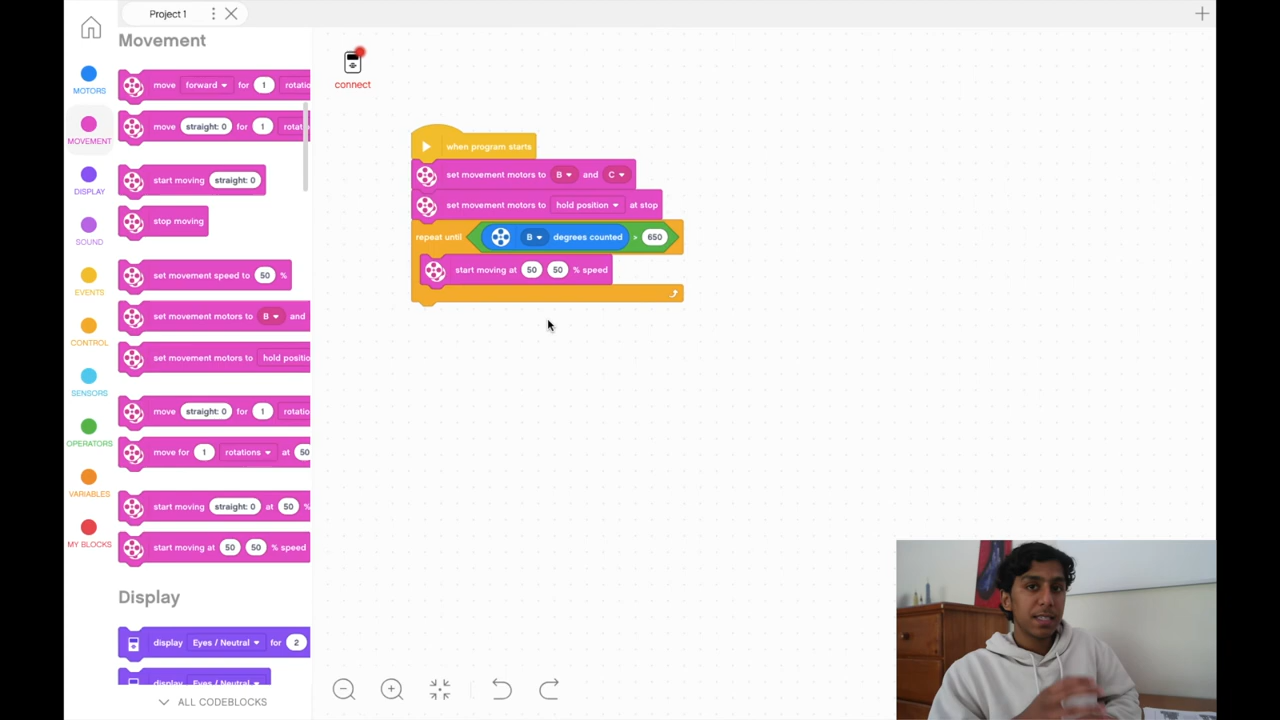 Project 1
Movement
MOTORS
MOVEMENT
DISPLAY
SOUND
EVENTS
CONTROL
SENSORS
OPERATORS
VARIABLES
MY BLOCKS
move forward for 1
move straight: 0 for 1
start moving straight: 0
stop moving
set movement speed to 50 %
set movement motors to B and
set movement motors to
move straight: 0 for 1
move for 1 rotations at 50
start moving straight: 0 at 50 %
start moving at 50 50 % speed
Display
display Eyes / Neutral for 2
ALL CODEBLOCKS
connect
when program starts
set movement motors to B and C
set movement motors to hold position at stop
repeat until B degrees counted > 650
start moving at 50 50 % speed